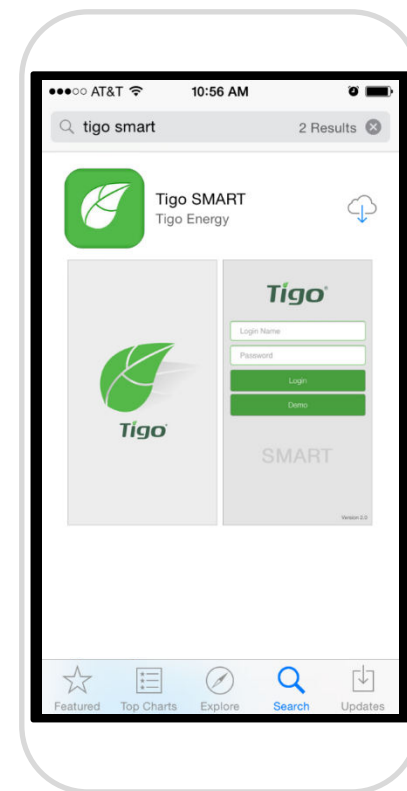 AT&T 10:56 AM
tigo smart 2 Results
Tigo SMART
Tigo Energy
Tigo
Tigo
Login Name
Password
Login
Demo
SMART
Version 2.0
Featured Top Charts Explore Search Updates